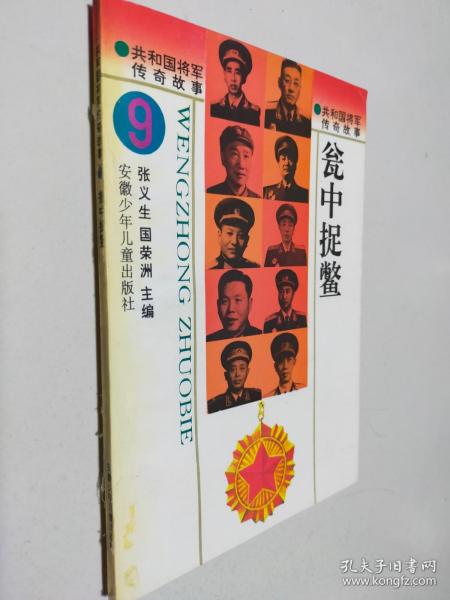 共和国将军
传奇故事
9
WENGZHONG ZHUOBIE
张义生 国荣洲 主编
安徽少年儿童出版社
共和国将军
传奇故事
瓮中捉鳖
孔夫子旧书网
www.kongfz.com